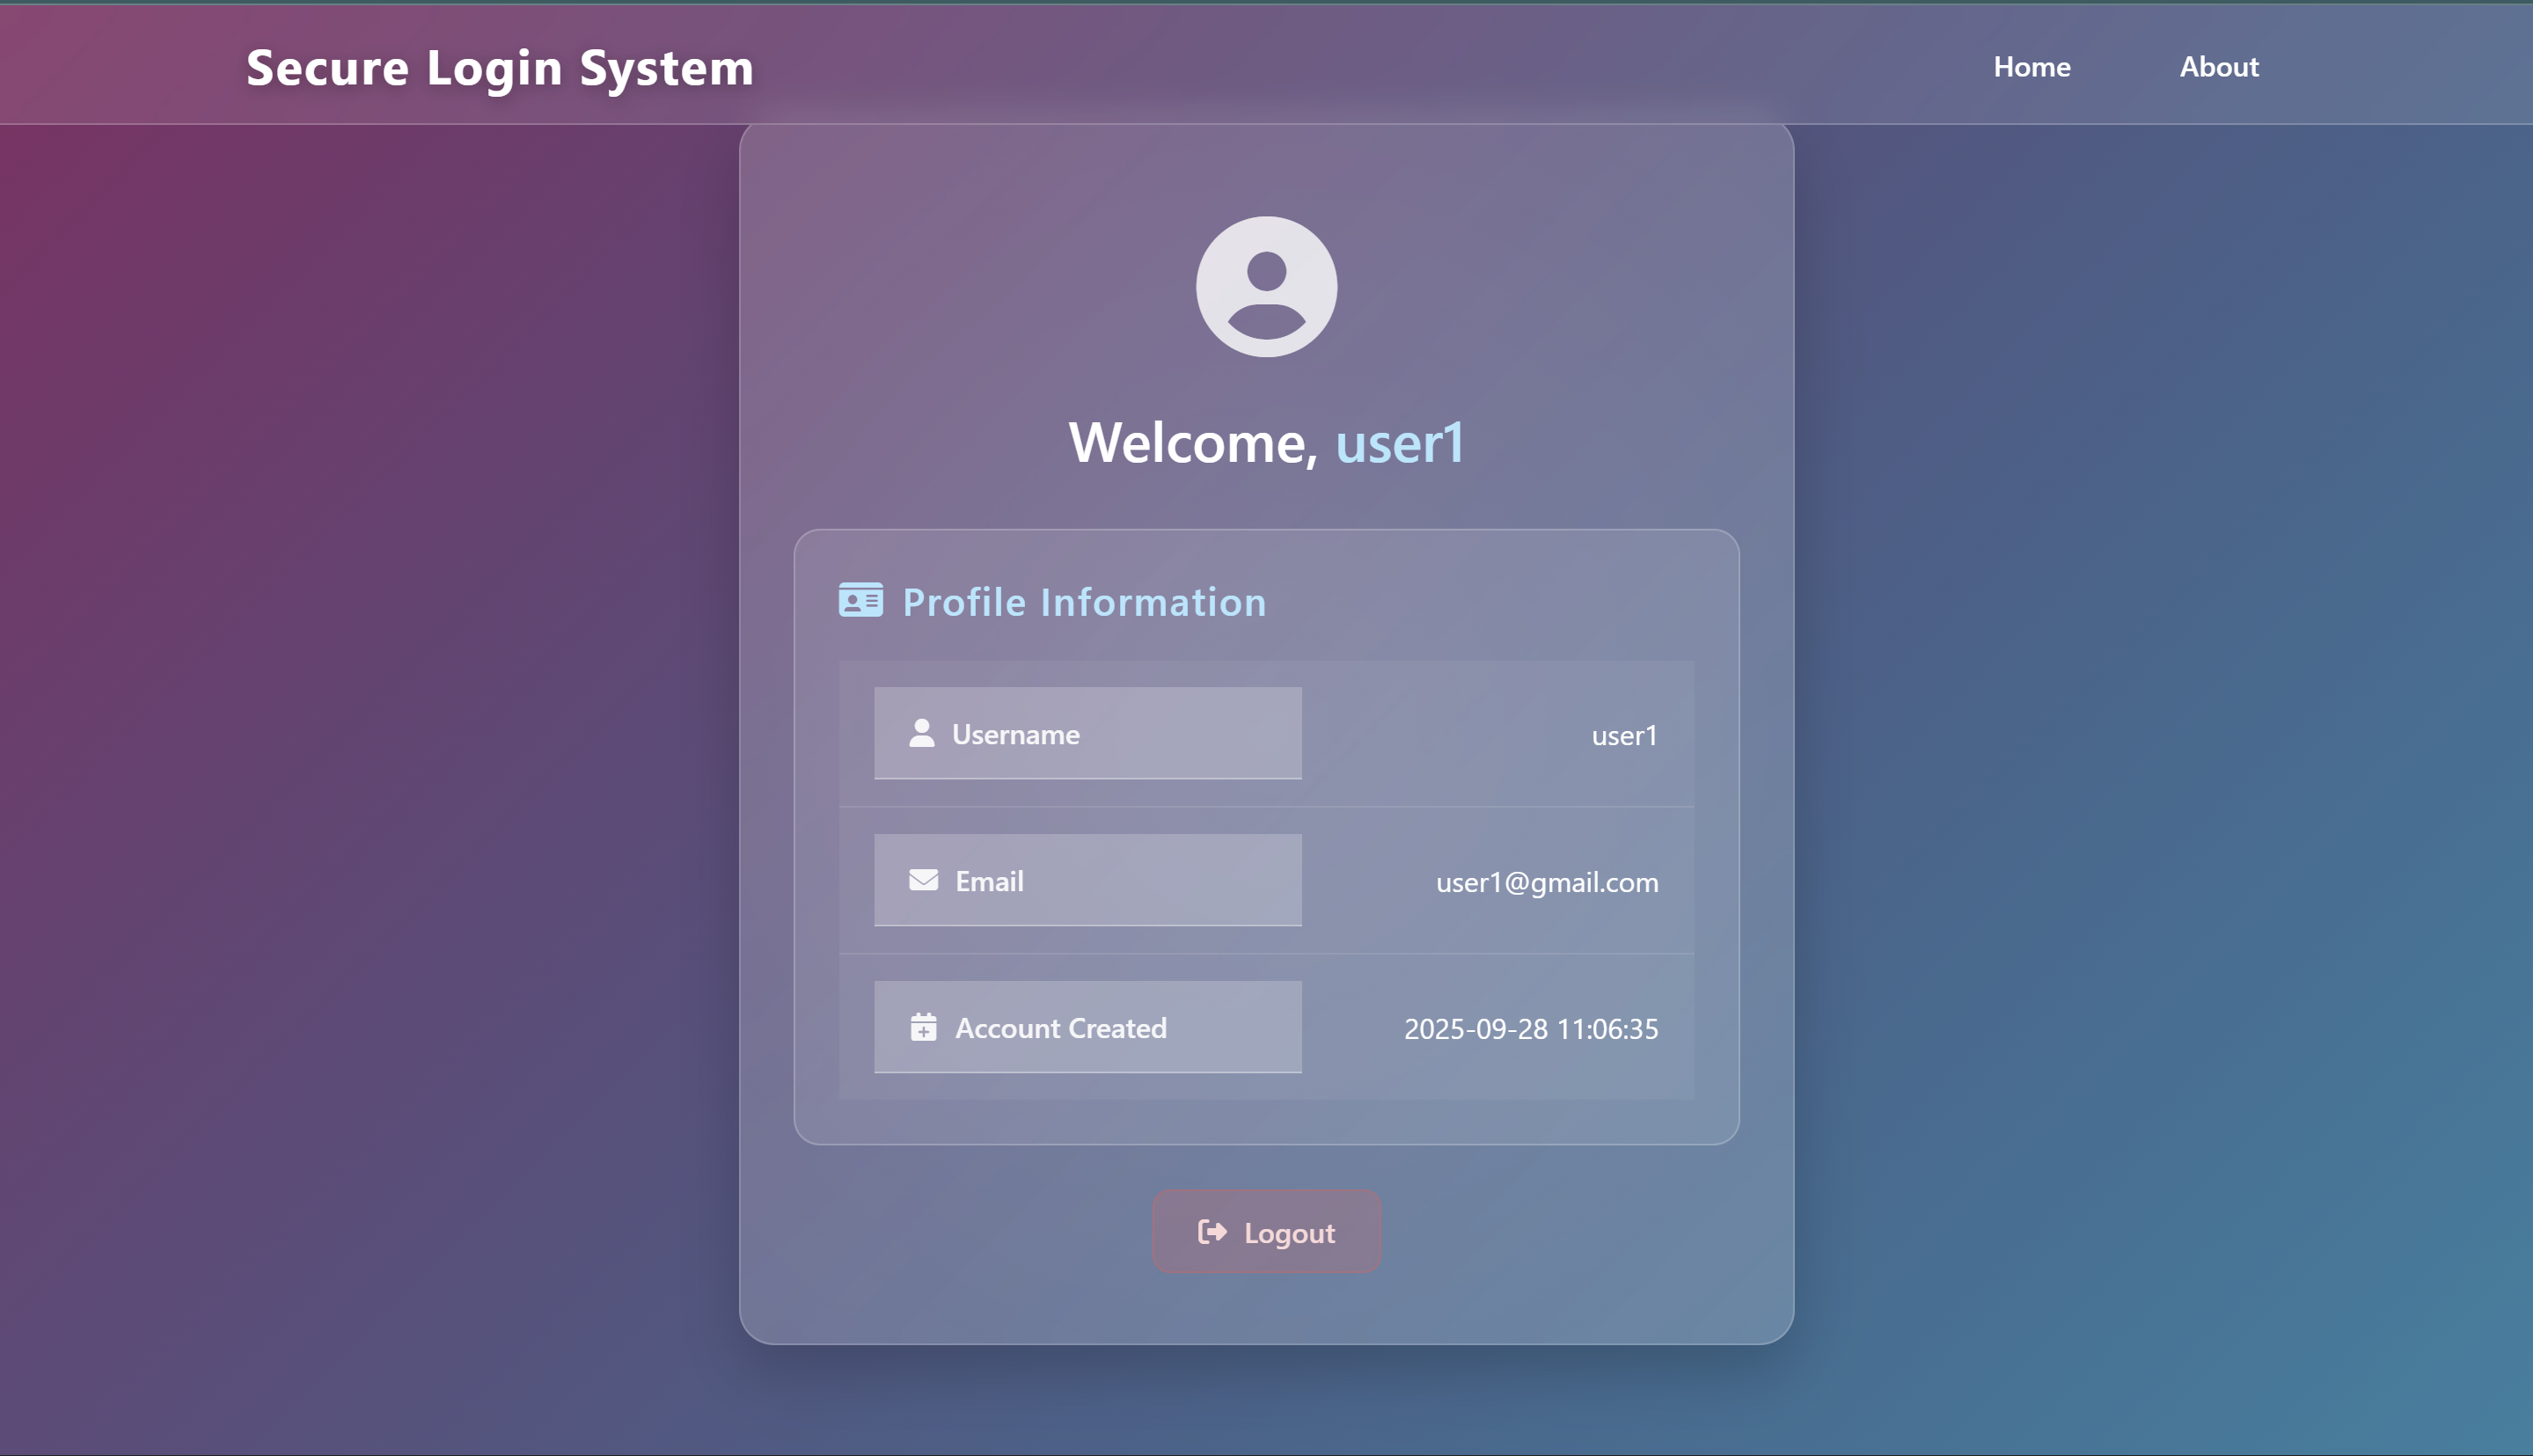 Secure Login System
Home
About
Welcome, user1
Profile Information
Username
user1
Email
user1@gmail.com
Account Created
2025-09-28 11:06:35
Logout